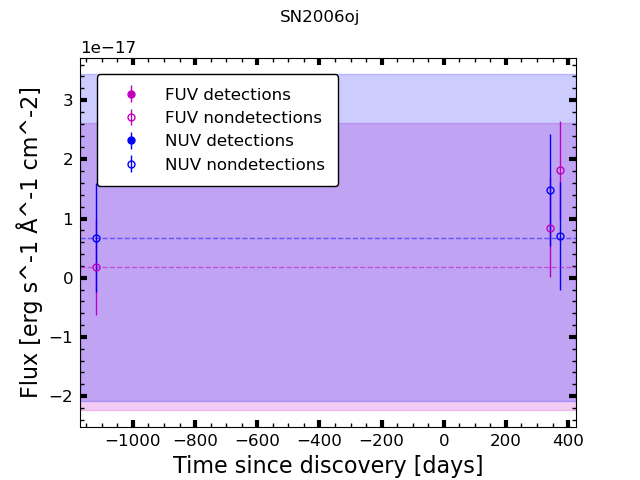 SN2006oj
1e−17
FUV detections
FUV nondetections
NUV detections
NUV nondetections
3
2
1
0
−1
−2
Flux [erg s^-1 Å^-1 cm^-2]
−1000 −800 −600 −400 −200 0 200 400
Time since discovery [days]